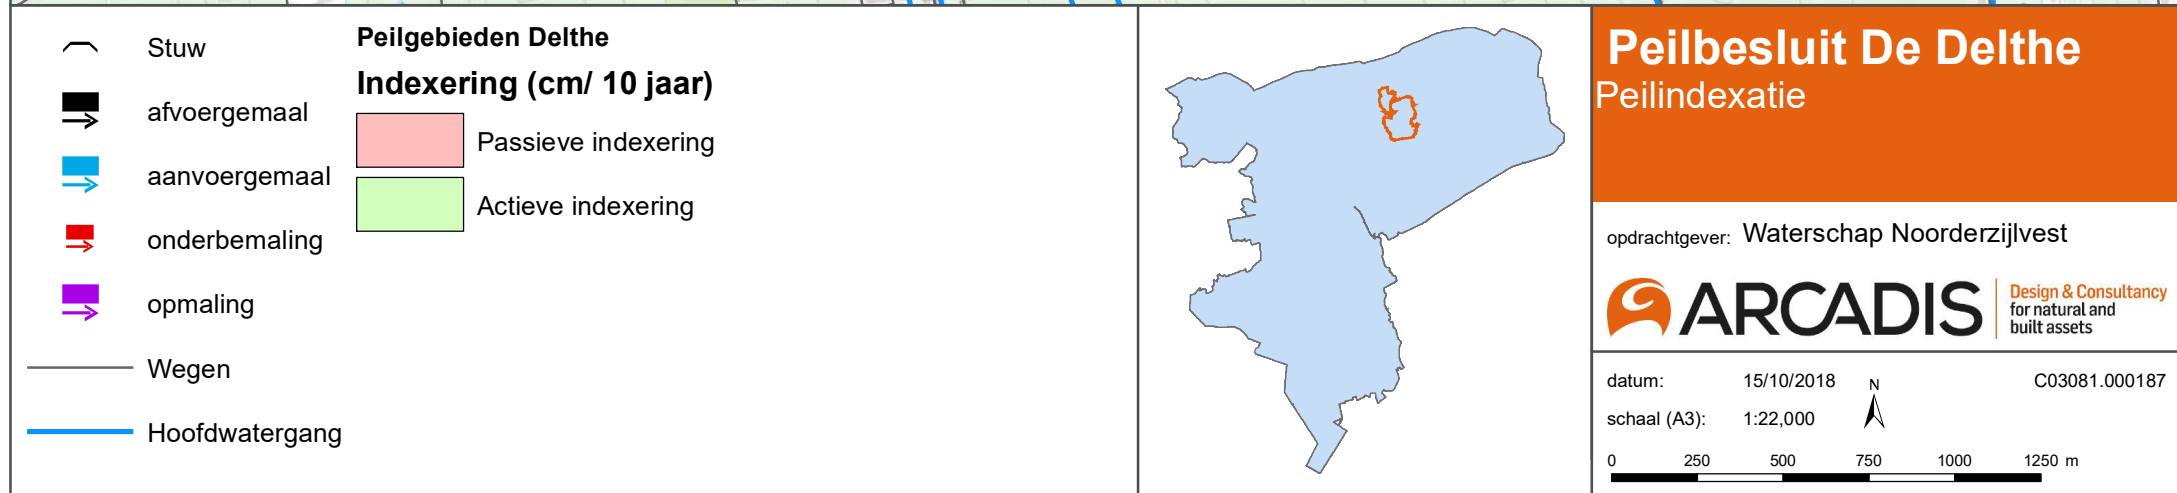 Stuw
afvoergemaal
aanvoergemaal
onderbemaling
opmaling
Wegen
Hoofdwatergang
Peilgebieden Delthe
Indexering (cm/ 10 jaar)
Passieve indexering
Actieve indexering
Peilbesluit De Delthe
Peilindexatie
opdrachtgever: Waterschap Noorderzijlvest
ARCADIS
Design & Consultancy
for natural and
built assets
datum: 15/10/2018 N C03081.000187
schaal (A3): 1:22,000
0 250 500 750 1000 1250 m